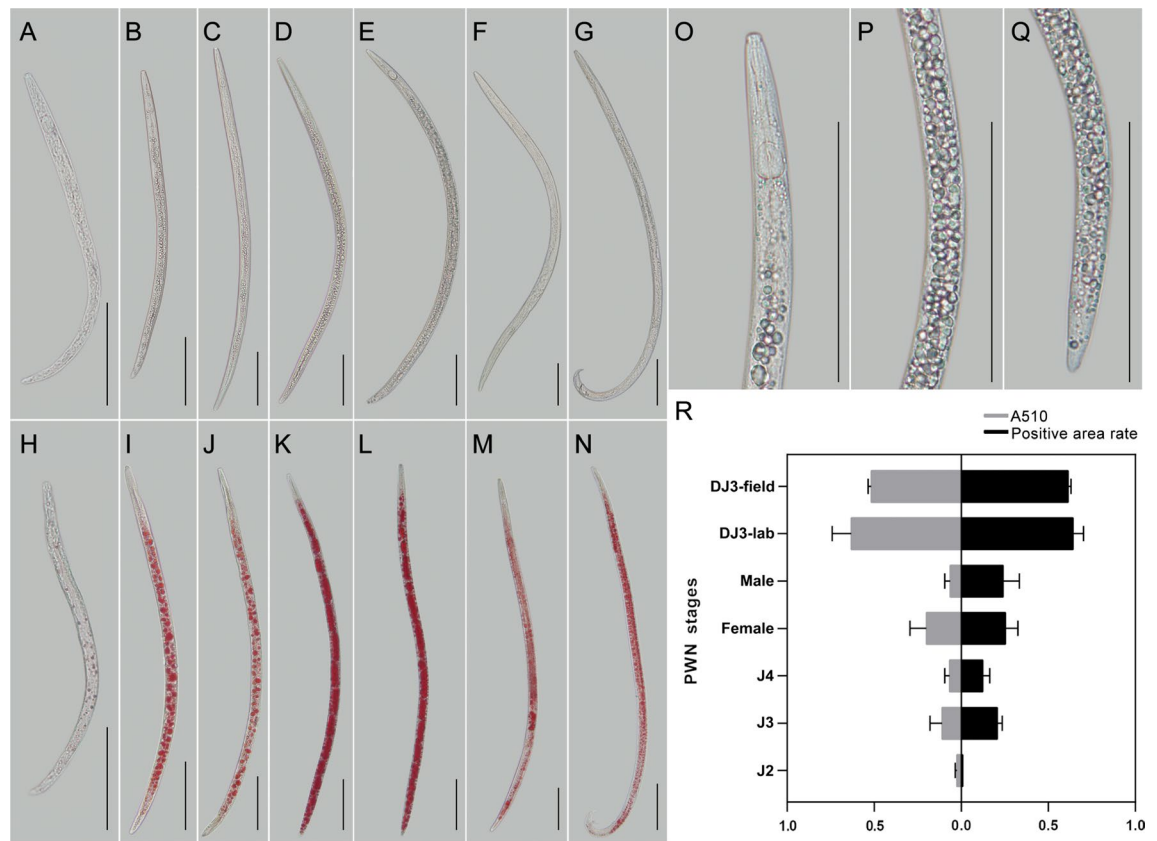 A
B
C
D
E
F
G
O
P
Q
H
I
J
K
L
M
N
R
A510
Positive area rate
PWN stages
DJ3-field
DJ3-lab
Male
Female
J4
J3
J2
1.0 0.5 0.0 0.5 1.0